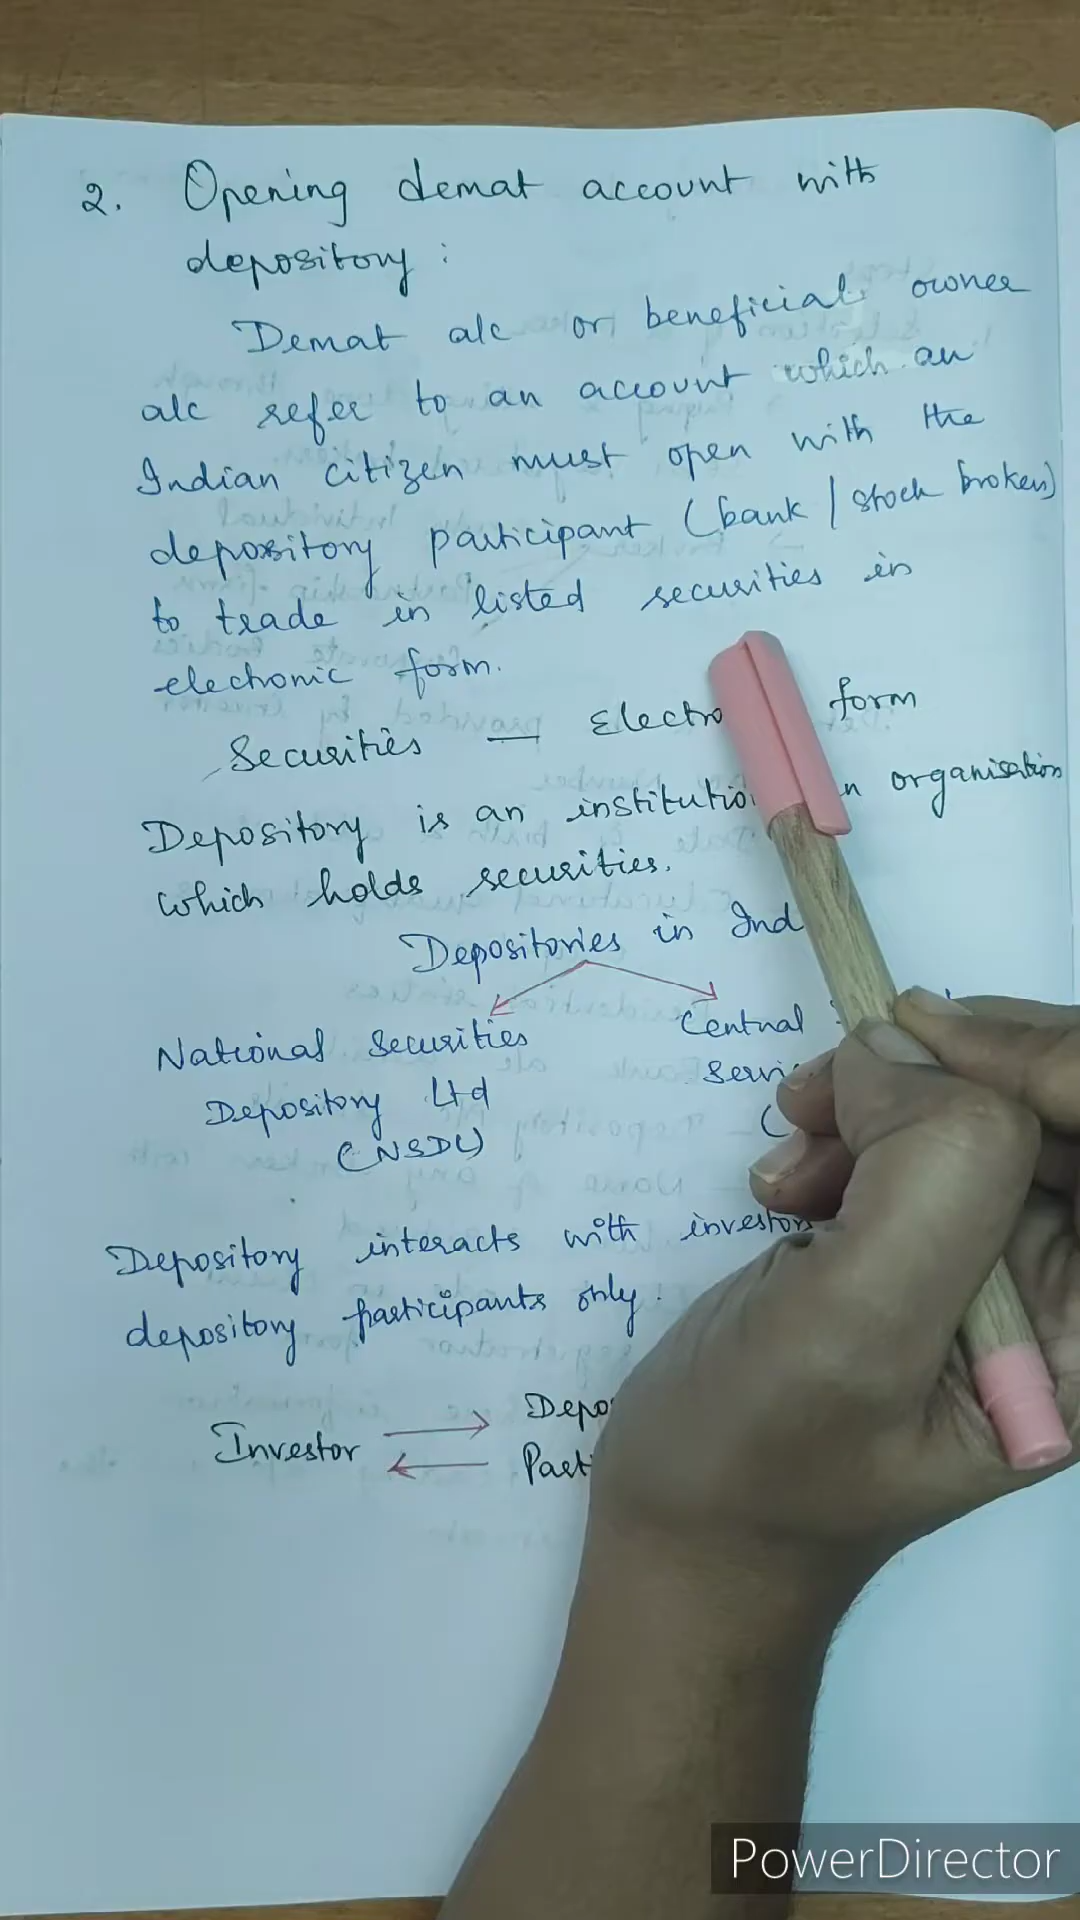 2. Opening demat account with
depository :
Demat a/c or beneficial owner
a/c refer to an account which an
Indian citizen must open with the
depository participant (bank / stock broker)
to trade in listed securities in
electronic form.
Securities — Electro form
Depository is an institutio n organisation
which holds securities.
Depositories in Ind
National Securities Central
Depository Ltd Servi
(NSDL) (
Depository interacts with investors
depository participants only.
Investor Depo
Parti
PowerDirector